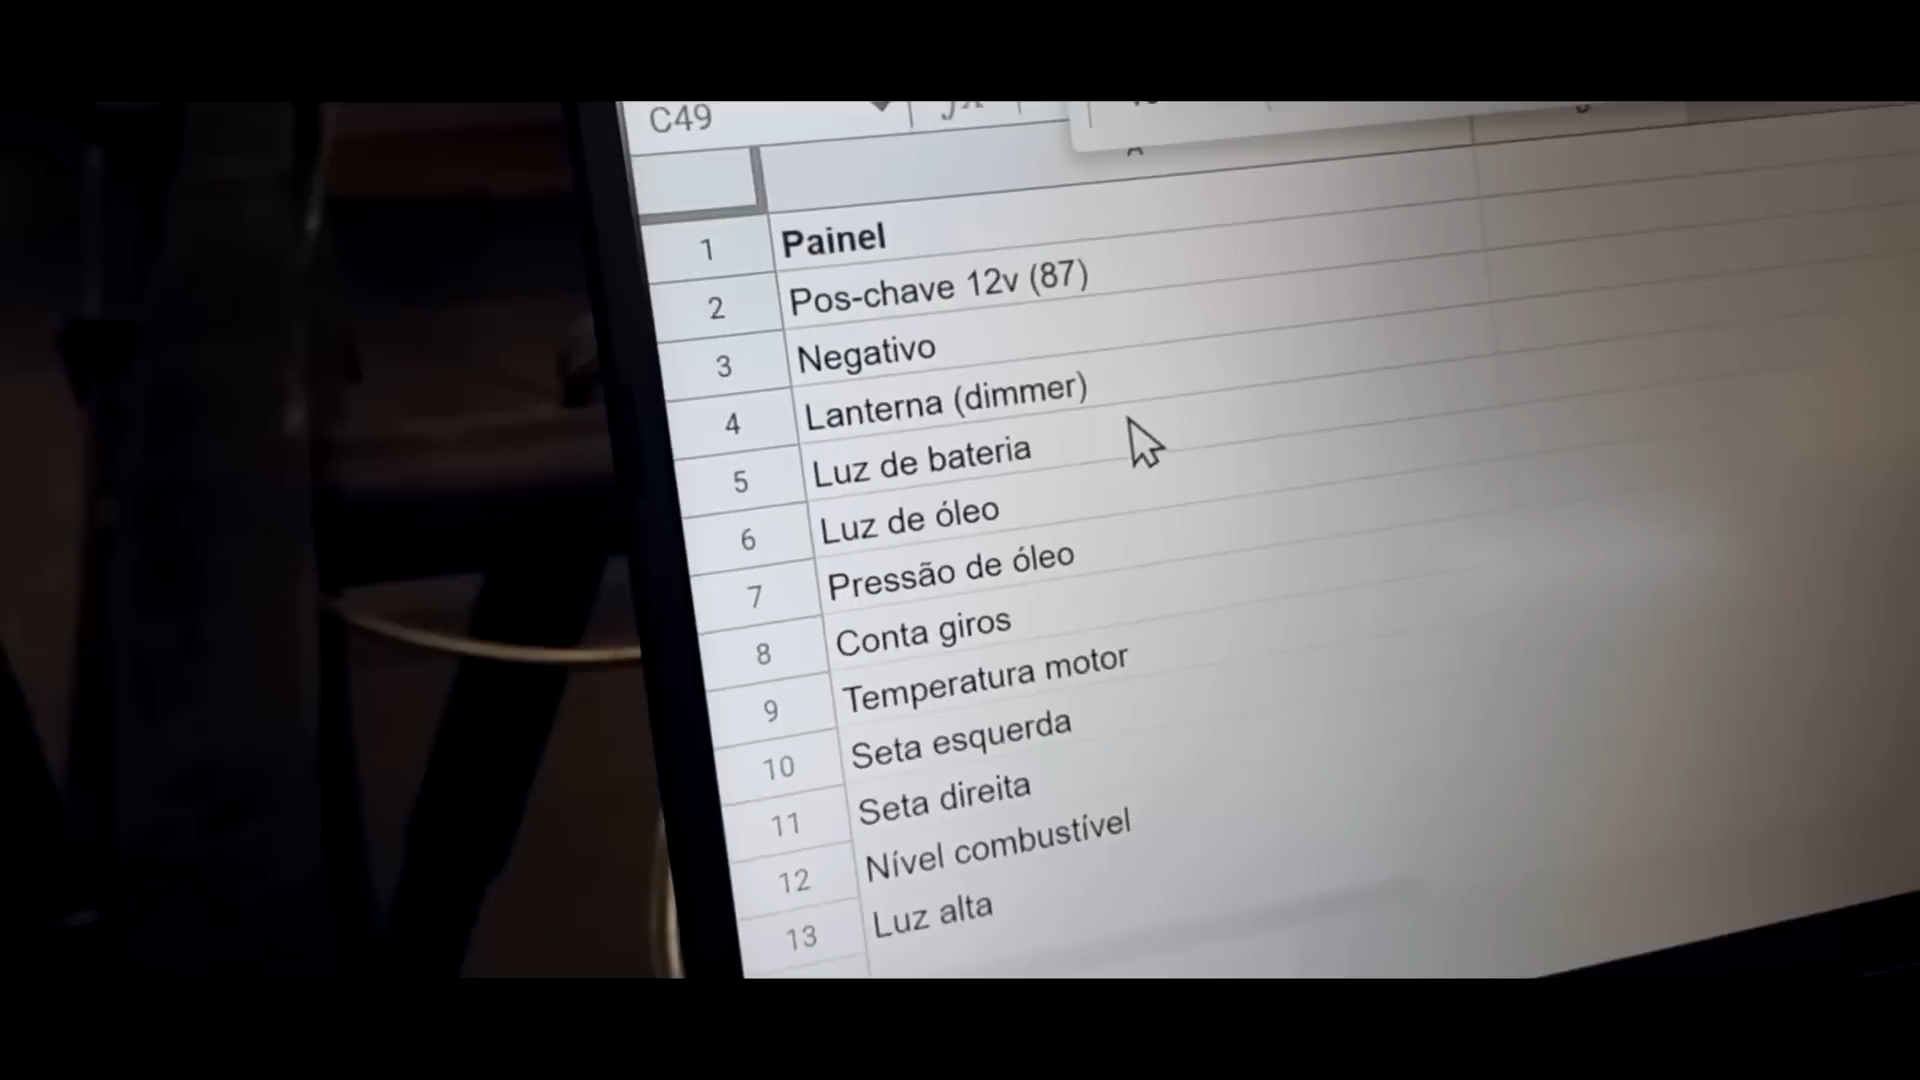 C49
1 Painel
2 Pos-chave 12v (87)
3 Negativo
4 Lanterna (dimmer)
5 Luz de bateria
6 Luz de óleo
7 Pressão de óleo
8 Conta giros
9 Temperatura motor
10 Seta esquerda
11 Seta direita
12 Nível combustível
13 Luz alta